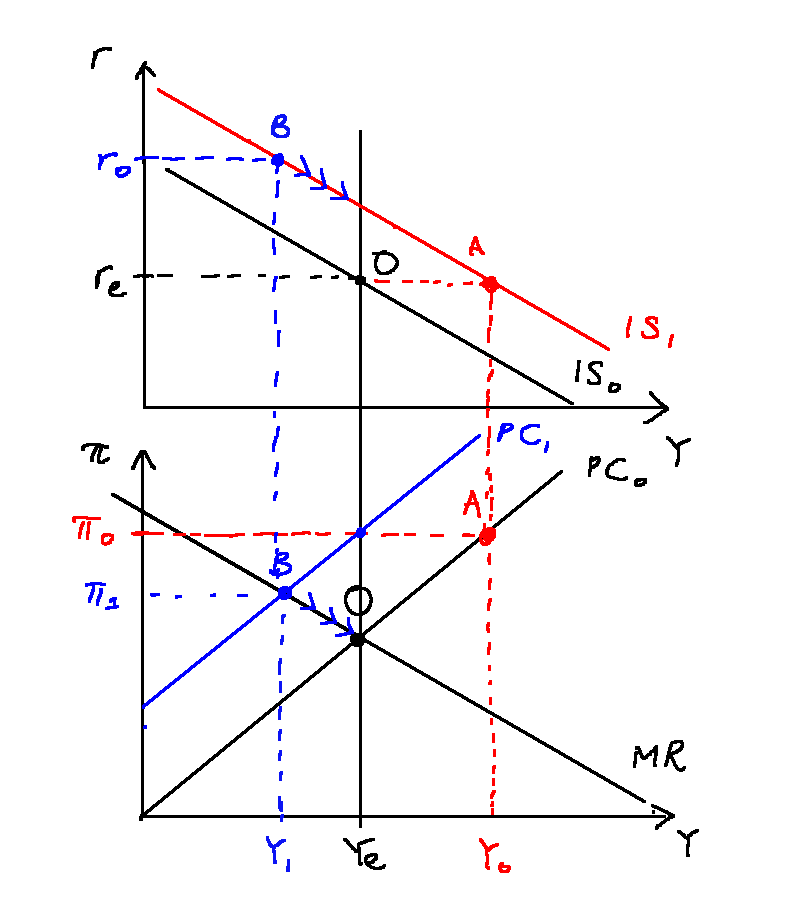 r
B
r₀
O
A
rₑ
IS₁
IS₀
Y
π
PC₁
PC₀
π₀
A
B
π₁
O
MR
Y₁
Yₑ
Y₀
Y